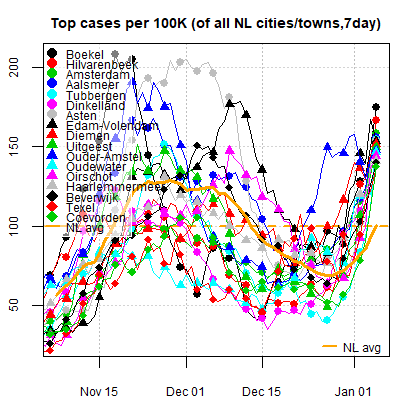 Top cases per 100K (of all NL cities/towns,7day)
200
150
100
50
Boekel
Hilvarenbeek
Amsterdam
Aalsmeer
Tubbergen
Dinkelland
Asten
Edam-Volendam
Diemen
Uitgeest
Ouder-Amstel
Oudewater
Oirschot
Haarlemmermeer
Beverwijk
Texel
Coevorden
NL avg
NL avg
Nov 15
Dec 01
Dec 15
Jan 01